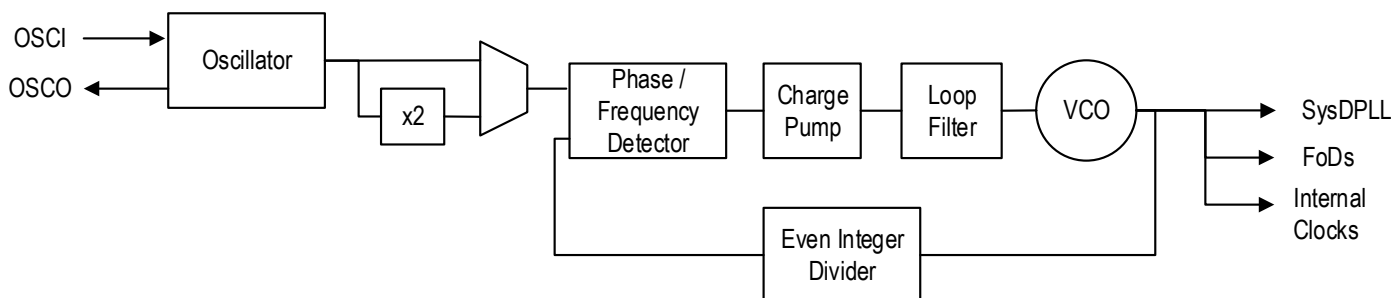 OSCI
OSCO
Oscillator
x2
Phase /
Frequency
Detector
Charge
Pump
Loop
Filter
VCO
SysDPLL
FoDs
Internal
Clocks
Even Integer
Divider